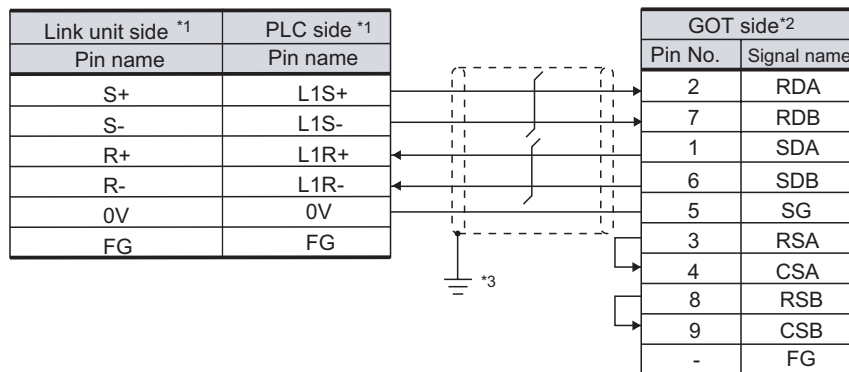 Link unit side *1 PLC side *1
Pin name Pin name
S+ L1S+
S- L1S-
R+ L1R+
R- L1R-
0V 0V
FG FG
*3
GOT side*2
Pin No. Signal name
2 RDA
7 RDB
1 SDA
6 SDB
5 SG
3 RSA
4 CSA
8 RSB
9 CSB
- FG